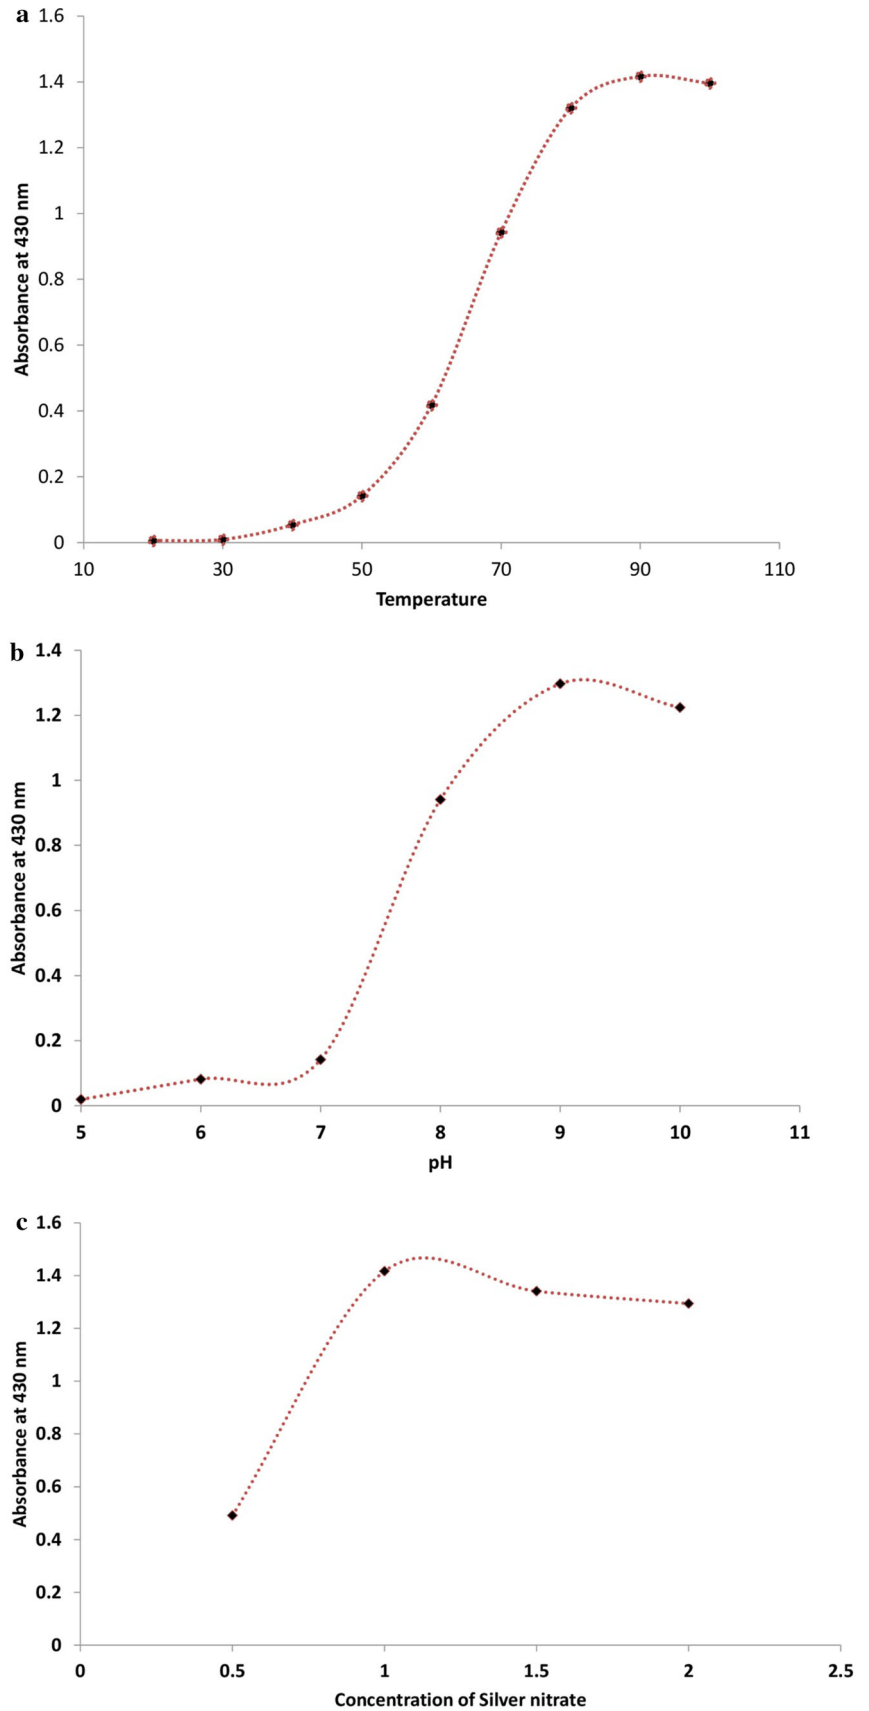 a
1.6
1.4
1.2
1
0.8
0.6
0.4
0.2
0
Absorbance at 430 nm
10 30 50 70 90 110
Temperature
b
1.4
1.2
1
0.8
0.6
0.4
0.2
0
Absorbance at 430 nm
5 6 7 8 9 10 11
pH
c
1.6
1.4
1.2
1
0.8
0.6
0.4
0.2
0
Absorbance at 430 nm
0 0.5 1 1.5 2 2.5
Concentration of Silver nitrate